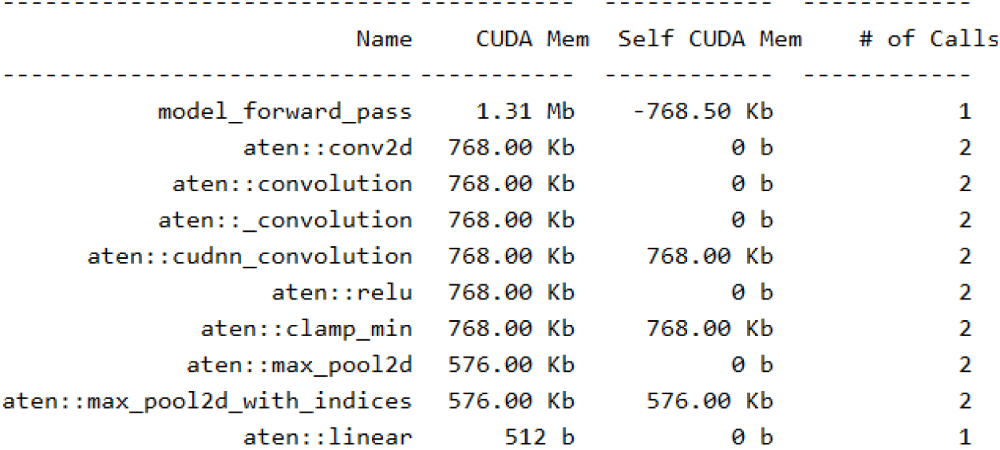 ------------------------------ ----------- ------------ ------------
Name CUDA Mem Self CUDA Mem # of Calls
------------------------------ ----------- ------------ ------------
model_forward_pass 1.31 Mb -768.50 Kb 1
aten::conv2d 768.00 Kb 0 b 2
aten::convolution 768.00 Kb 0 b 2
aten::_convolution 768.00 Kb 0 b 2
aten::cudnn_convolution 768.00 Kb 768.00 Kb 2
aten::relu 768.00 Kb 0 b 2
aten::clamp_min 768.00 Kb 768.00 Kb 2
aten::max_pool2d 576.00 Kb 0 b 2
aten::max_pool2d_with_indices 576.00 Kb 576.00 Kb 2
aten::linear 512 b 0 b 1